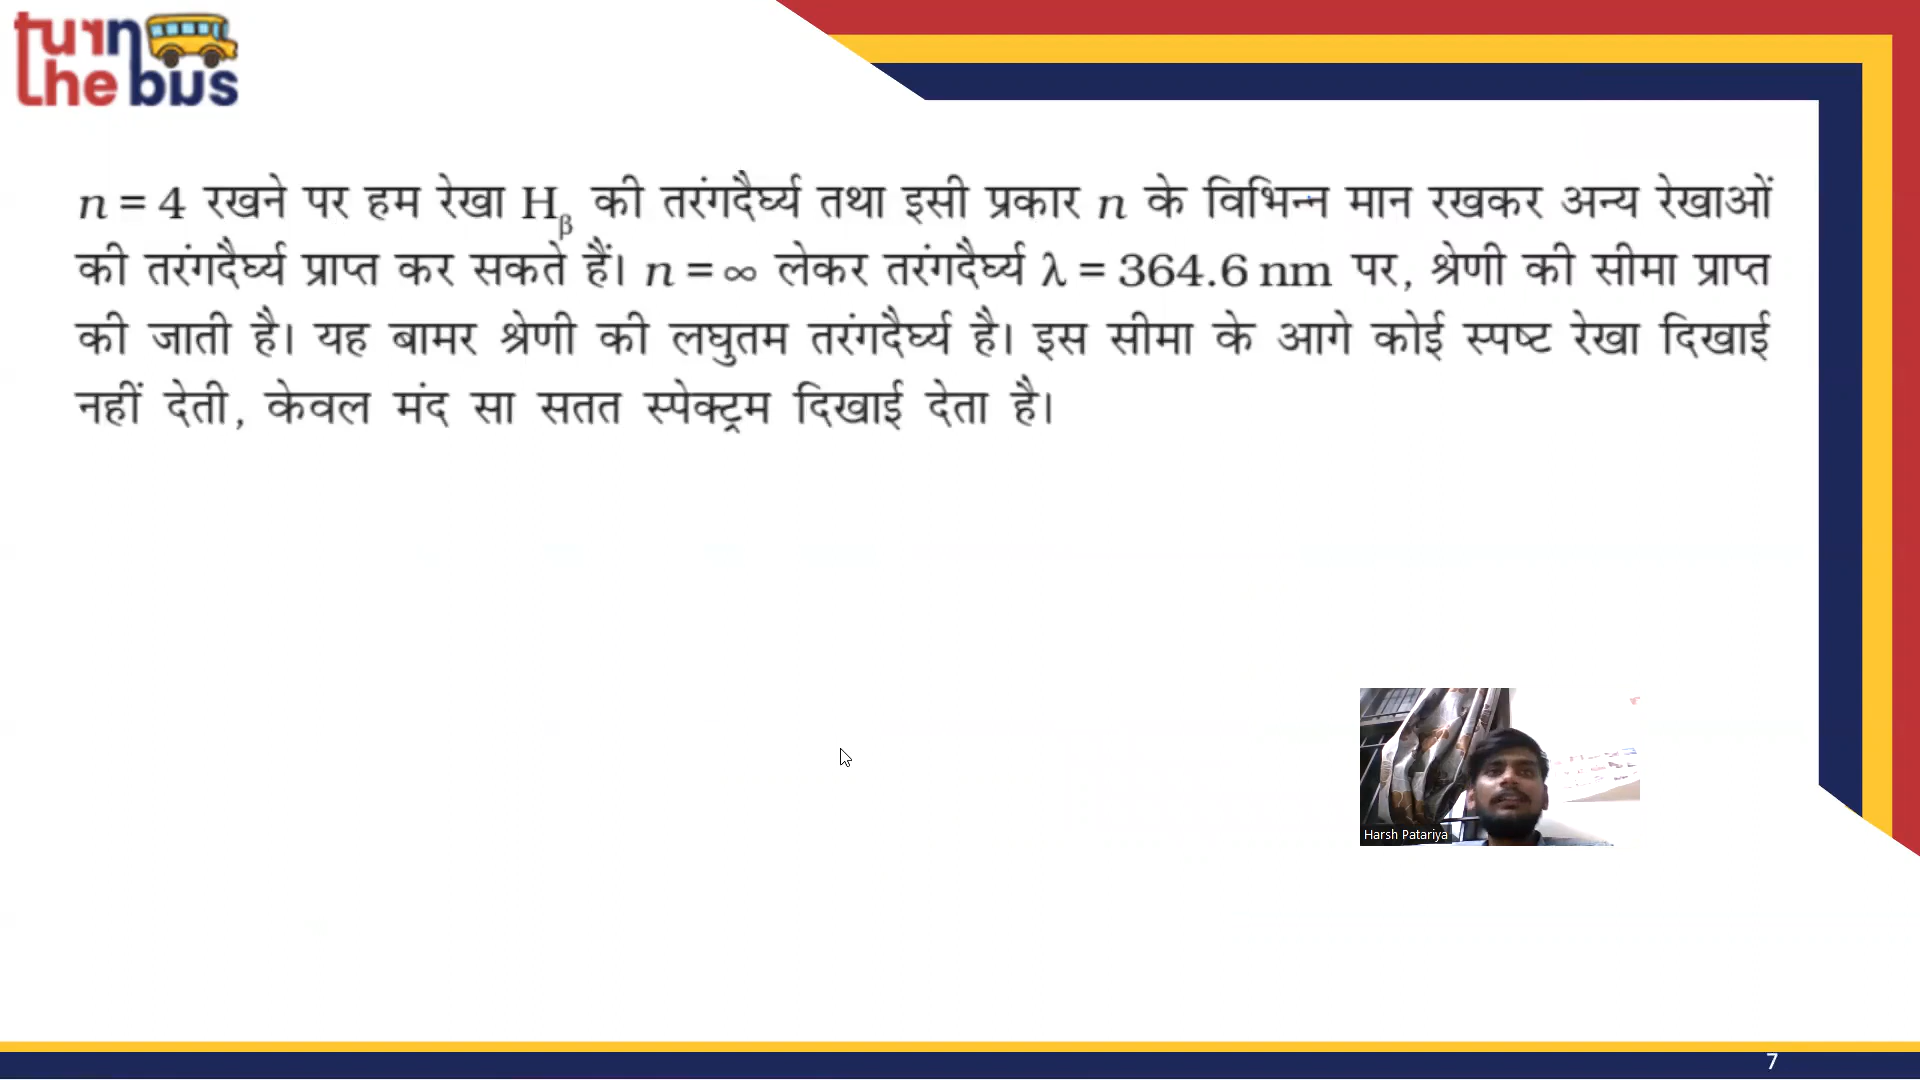 turn
the bus
n = 4 रखने पर हम रेखा Hβ की तरंगदैर्घ्य तथा इसी प्रकार n के विभिन्न मान रखकर अन्य रेखाओं
की तरंगदैर्घ्य प्राप्त कर सकते हैं। n = ∞ लेकर तरंगदैर्घ्य λ = 364.6 nm पर, श्रेणी की सीमा प्राप्त
की जाती है। यह बामर श्रेणी की लघुतम तरंगदैर्घ्य है। इस सीमा के आगे कोई स्पष्ट रेखा दिखाई
नहीं देती, केवल मंद सा सतत स्पेक्ट्रम दिखाई देता है।
Harsh Patariya
7